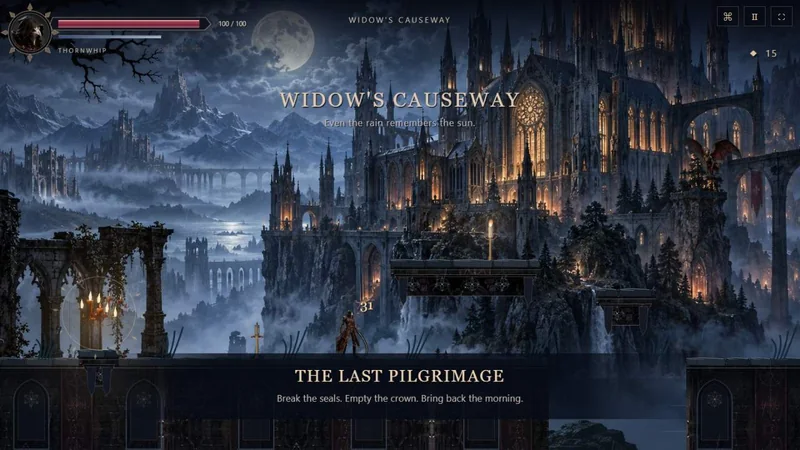 100 / 100
WIDOW'S CAUSEWAY
THORNWHIP
15
WIDOW'S CAUSEWAY
Even the rain remembers the sun.
31
THE LAST PILGRIMAGE
Break the seals. Empty the crown. Bring back the morning.